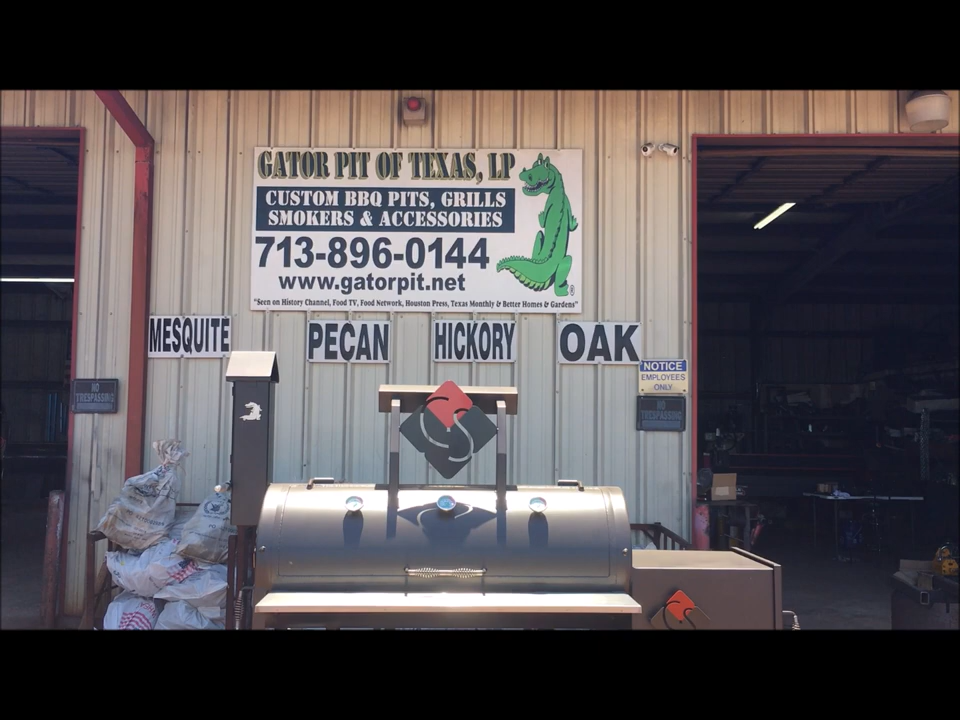 GATOR PIT OF TEXAS, LP
CUSTOM BBQ PITS, GRILLS
SMOKERS & ACCESSORIES
713-896-0144
www.gatorpit.net
®
"Seen on History Channel, Food TV, Food Network, Houston Press, Texas Monthly & Better Homes & Gardens"
MESQUITE
PECAN
HICKORY
OAK
NOTICE
EMPLOYEES
ONLY
NO
TRESPASSING
NO
TRESPASSING